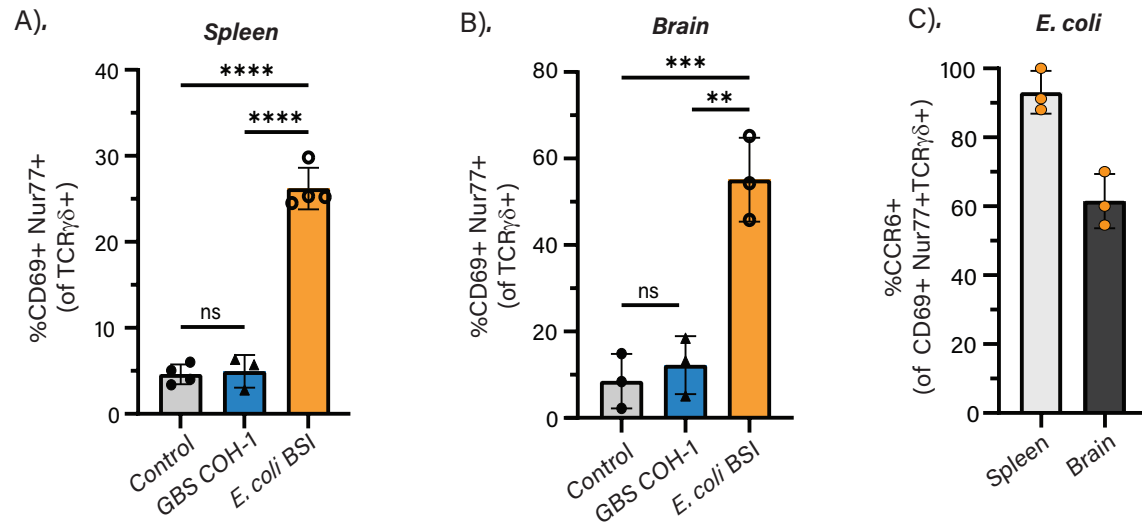 A).
Spleen
****
****
ns
%CD69+ Nur77+
(of TCRγδ+)
40
30
20
10
0
Control
GBS COH-1
E. coli BSI
B).
Brain
***
**
ns
%CD69+ Nur77+
(of TCRγδ+)
80
60
40
20
0
Control
GBS COH-1
E. coli BSI
C).
E. coli
%CCR6+
(of CD69+ Nur77+TCRγδ+)
100
80
60
40
20
0
Spleen
Brain